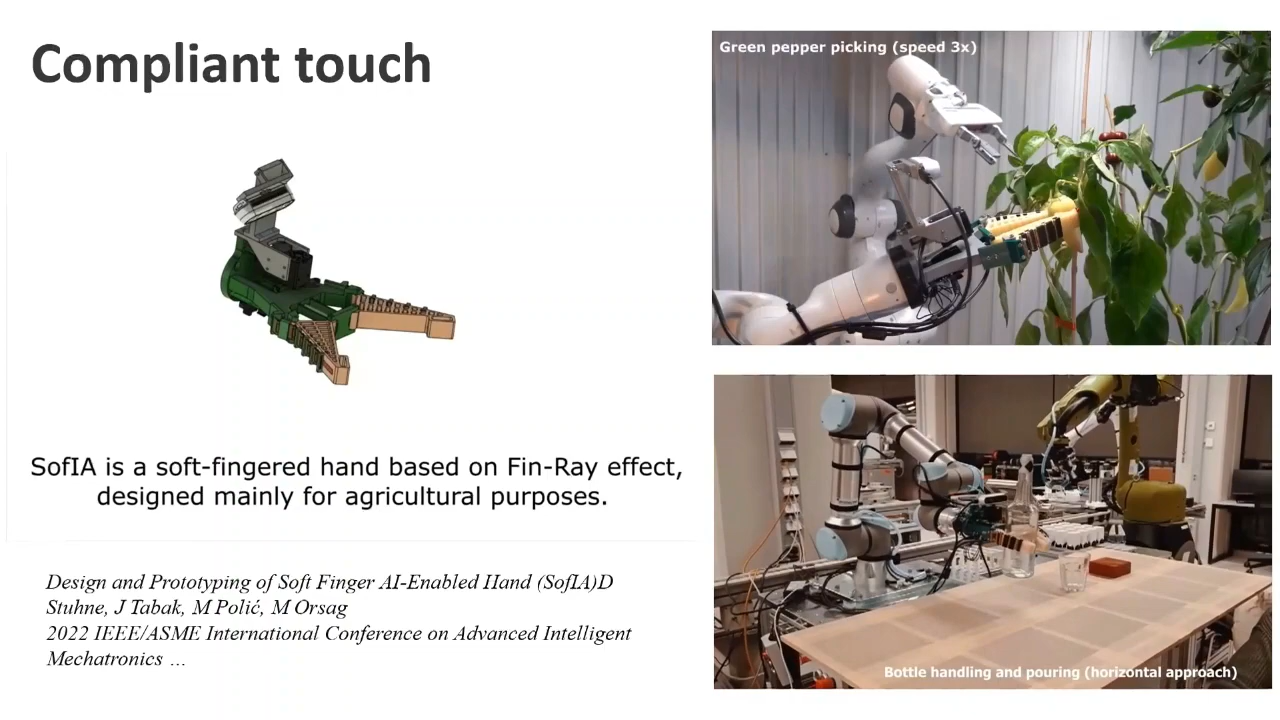 Compliant touch
Green pepper picking (speed 3x)
SofIA is a soft-fingered hand based on Fin-Ray effect,
designed mainly for agricultural purposes.
Design and Prototyping of Soft Finger AI-Enabled Hand (SofIA)D
Stuhne, J Tabak, M Polić, M Orsag
2022 IEEE/ASME International Conference on Advanced Intelligent
Mechatronics ...
Bottle handling and pouring (horizontal approach)